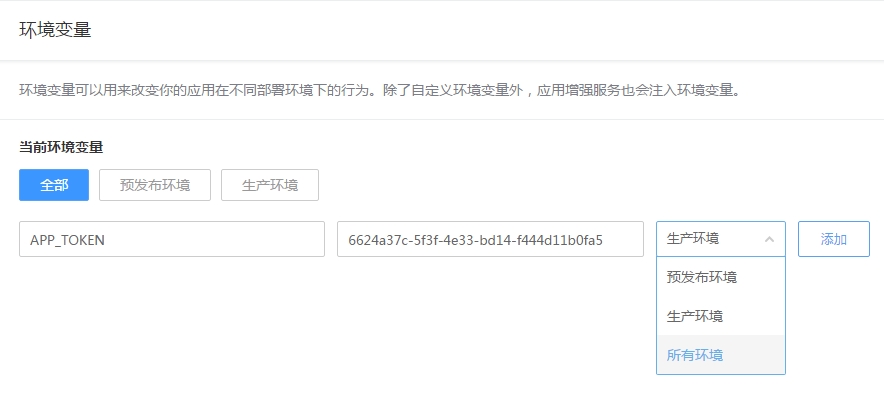 环境变量
环境变量可以用来改变你的应用在不同部署环境下的行为。除了自定义环境变量外，应用增强服务也会注入环境变量。
当前环境变量
全部 预发布环境 生产环境
APP_TOKEN 6624a37c-5f3f-4e33-bd14-f444d11b0fa5 生产环境 添加
预发布环境
生产环境
所有环境